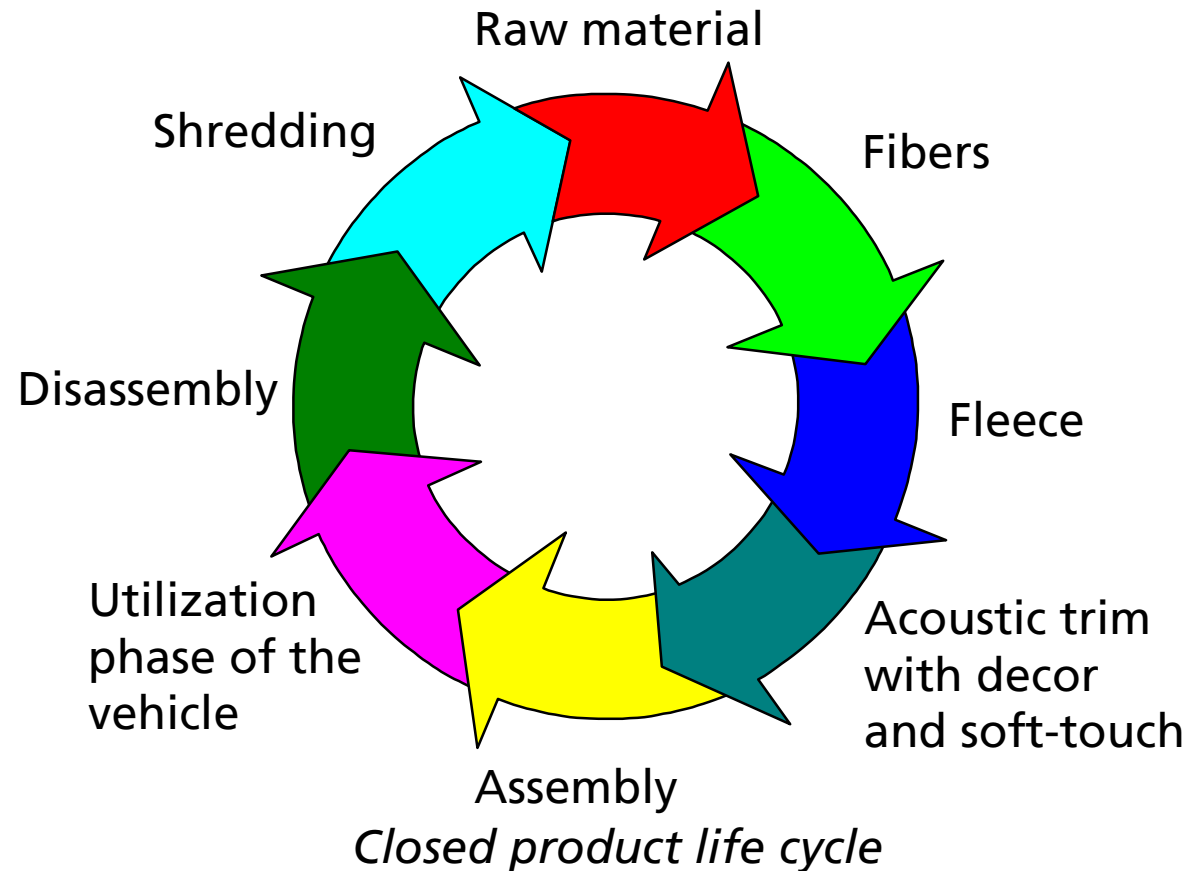 Raw material
Fibers
Fleece
Acoustic trim
with decor
and soft-touch
Assembly
Utilization
phase of the
vehicle
Disassembly
Shredding
Closed product life cycle